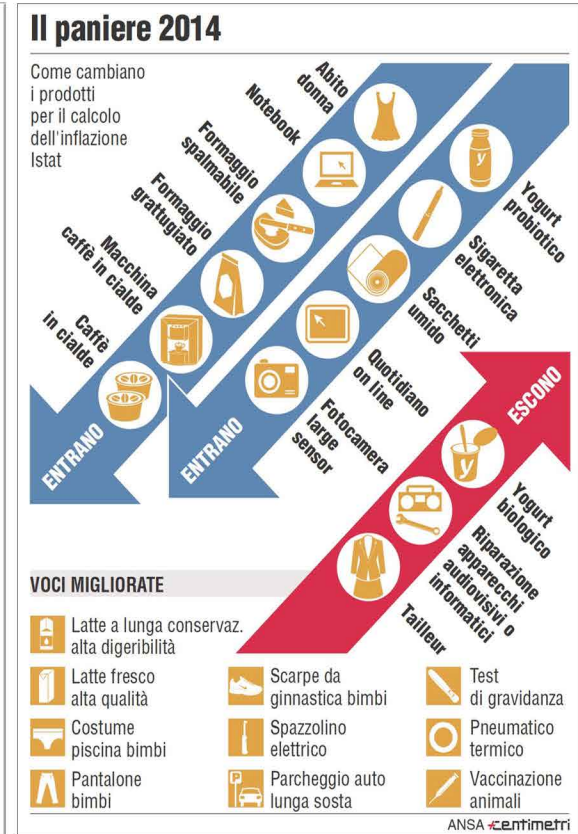 Il paniere 2014
Come cambiano
i prodotti
per il calcolo
dell'inflazione
Istat
Abito
donna
Notebook
Formaggio
spalmabile
Formaggio
grattugiato
Macchina
caffè in cialde
Caffè
in cialde
ENTRANO
y
Yogurt
probiotico
Sigaretta
elettronica
Sacchetti
umido
Quotidiano
on line
Fotocamera
large
sensor
ENTRANO
ESCONO
y
Yogurt
biologico
Riparazione
apparecchi
audiovisivi o
informatici
Tailleur
VOCI MIGLIORATE
Latte a lunga conservaz.
alta digeribilità
Latte fresco
alta qualità
Costume
piscina bimbi
Pantalone
bimbi
Scarpe da
ginnastica bimbi
Spazzolino
elettrico
P
Parcheggio auto
lunga sosta
Test
di gravidanza
Pneumatico
termico
Vaccinazione
animali
ANSA centimetri